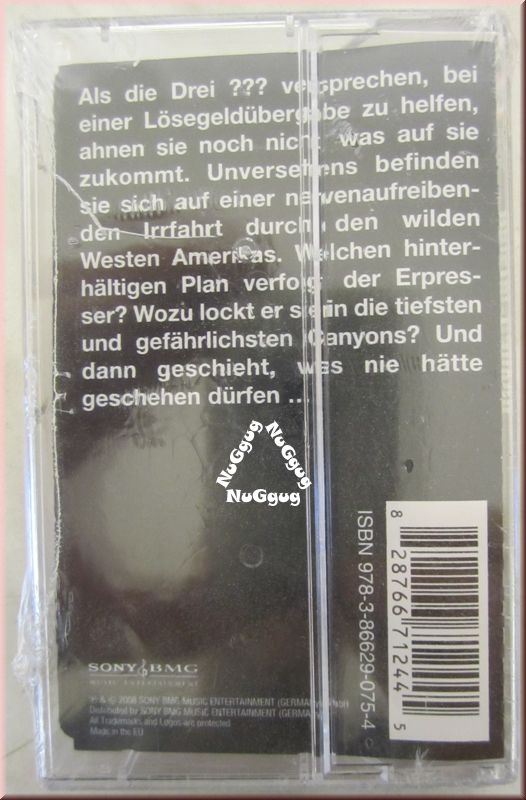 Als die Drei ??? versprechen, bei
einer Lösegeldübergabe zu helfen,
ahnen sie noch nicht, was auf sie
zukommt. Unversehens befinden
sie sich auf einer nervenaufreiben-
den Irrfahrt durch den wilden
Westen Amerikas. Welchen hinter-
hältigen Plan verfolgt der Erpres-
ser? Wozu lockt er sie in die tiefsten
und gefährlichsten Canyons? Und
dann geschieht, was nie hätte
geschehen dürfen ...
NuGgug
NuGgug
NuGgug
ISBN 978-3-86629-075-4
8 28766 71244 5
SONY BMG
MUSIC ENTERTAINMENT
℗ & © 2008 SONY BMG MUSIC ENTERTAINMENT (GERMANY) GmbH
Distributed by SONY BMG MUSIC ENTERTAINMENT (GERMANY)
All Trademarks and Logos are protected.
Made in the EU